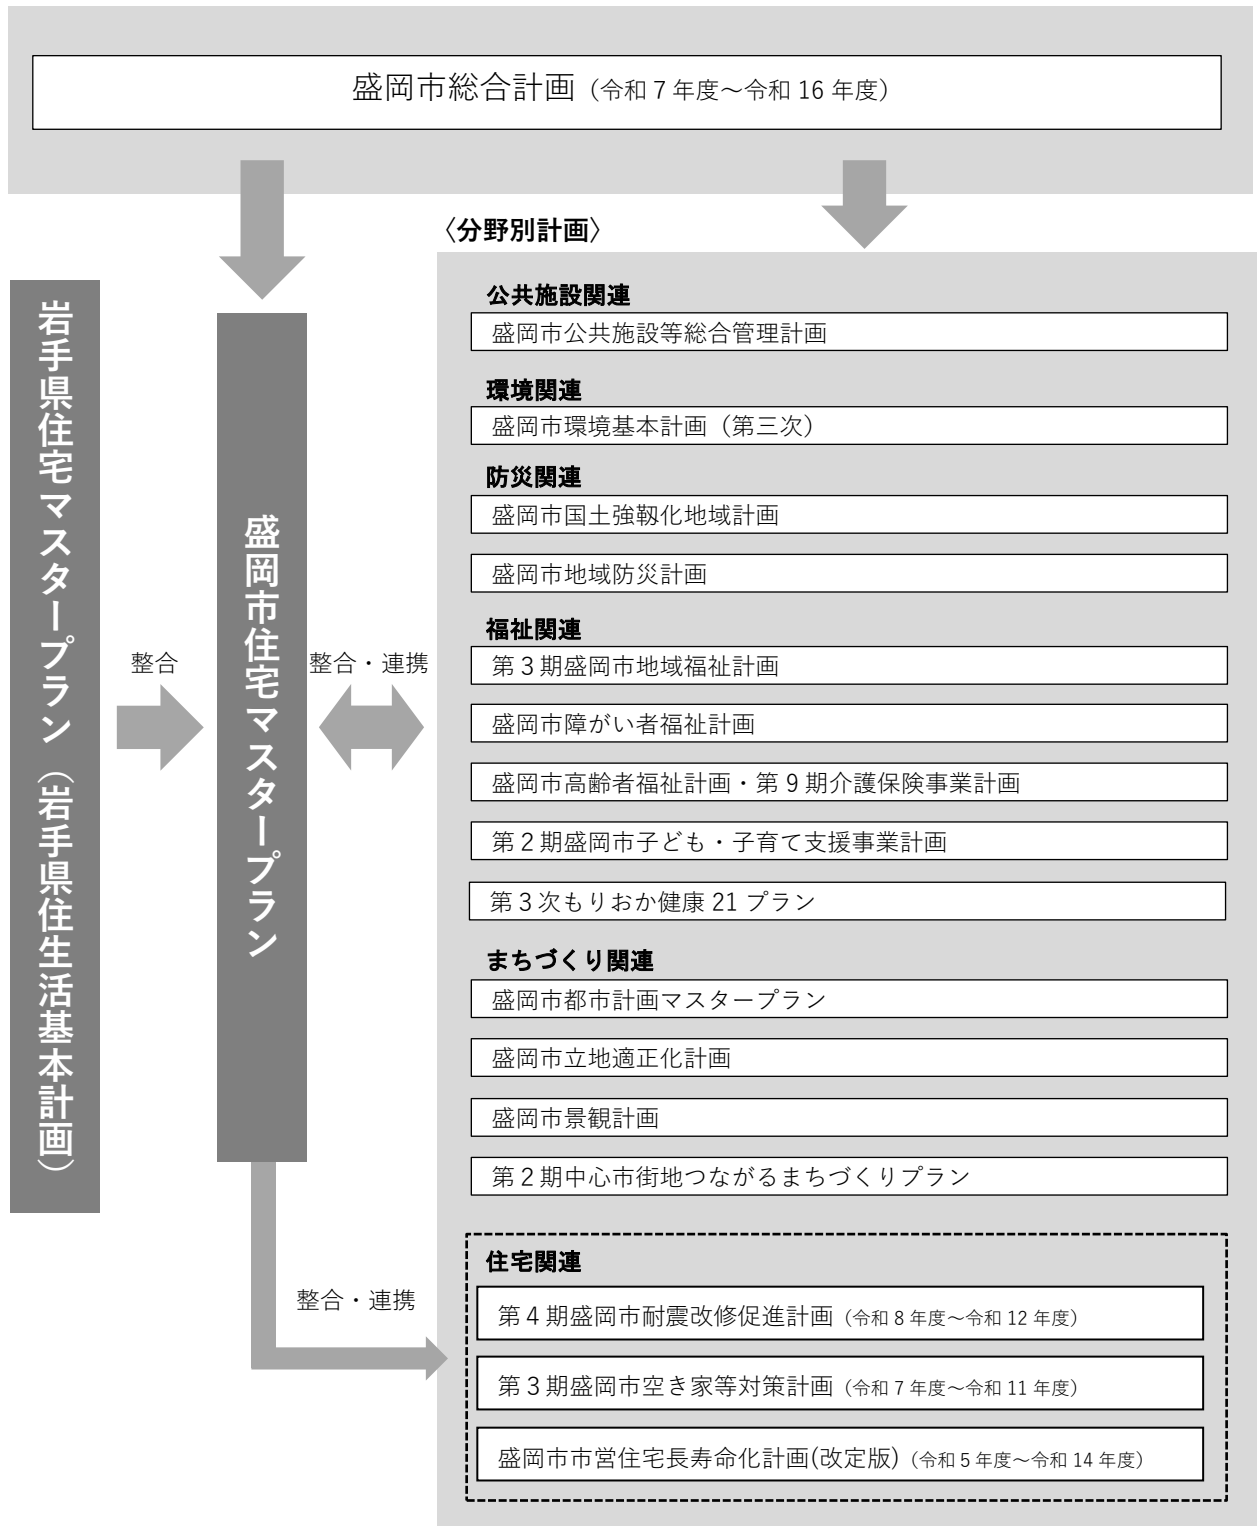 盛岡市総合計画（令和７年度～令和 16 年度）
〈分野別計画〉
岩手県住宅マスタープラン（岩手県住生活基本計画）
整合
盛岡市住宅マスタープラン
整合・連携
公共施設関連
盛岡市公共施設等総合管理計画
環境関連
盛岡市環境基本計画（第三次）
防災関連
盛岡市国土強靱化地域計画
盛岡市地域防災計画
福祉関連
第３期盛岡市地域福祉計画
盛岡市障がい者福祉計画
盛岡市高齢者福祉計画・第９期介護保険事業計画
第２期盛岡市子ども・子育て支援事業計画
第３次もりおか健康 21 プラン
まちづくり関連
盛岡市都市計画マスタープラン
盛岡市立地適正化計画
盛岡市景観計画
第２期中心市街地つながるまちづくりプラン
整合・連携
住宅関連
第４期盛岡市耐震改修促進計画（令和８年度～令和 12 年度）
第３期盛岡市空き家等対策計画（令和７年度～令和 11 年度）
盛岡市市営住宅長寿命化計画(改定版)（令和５年度～令和 14 年度）